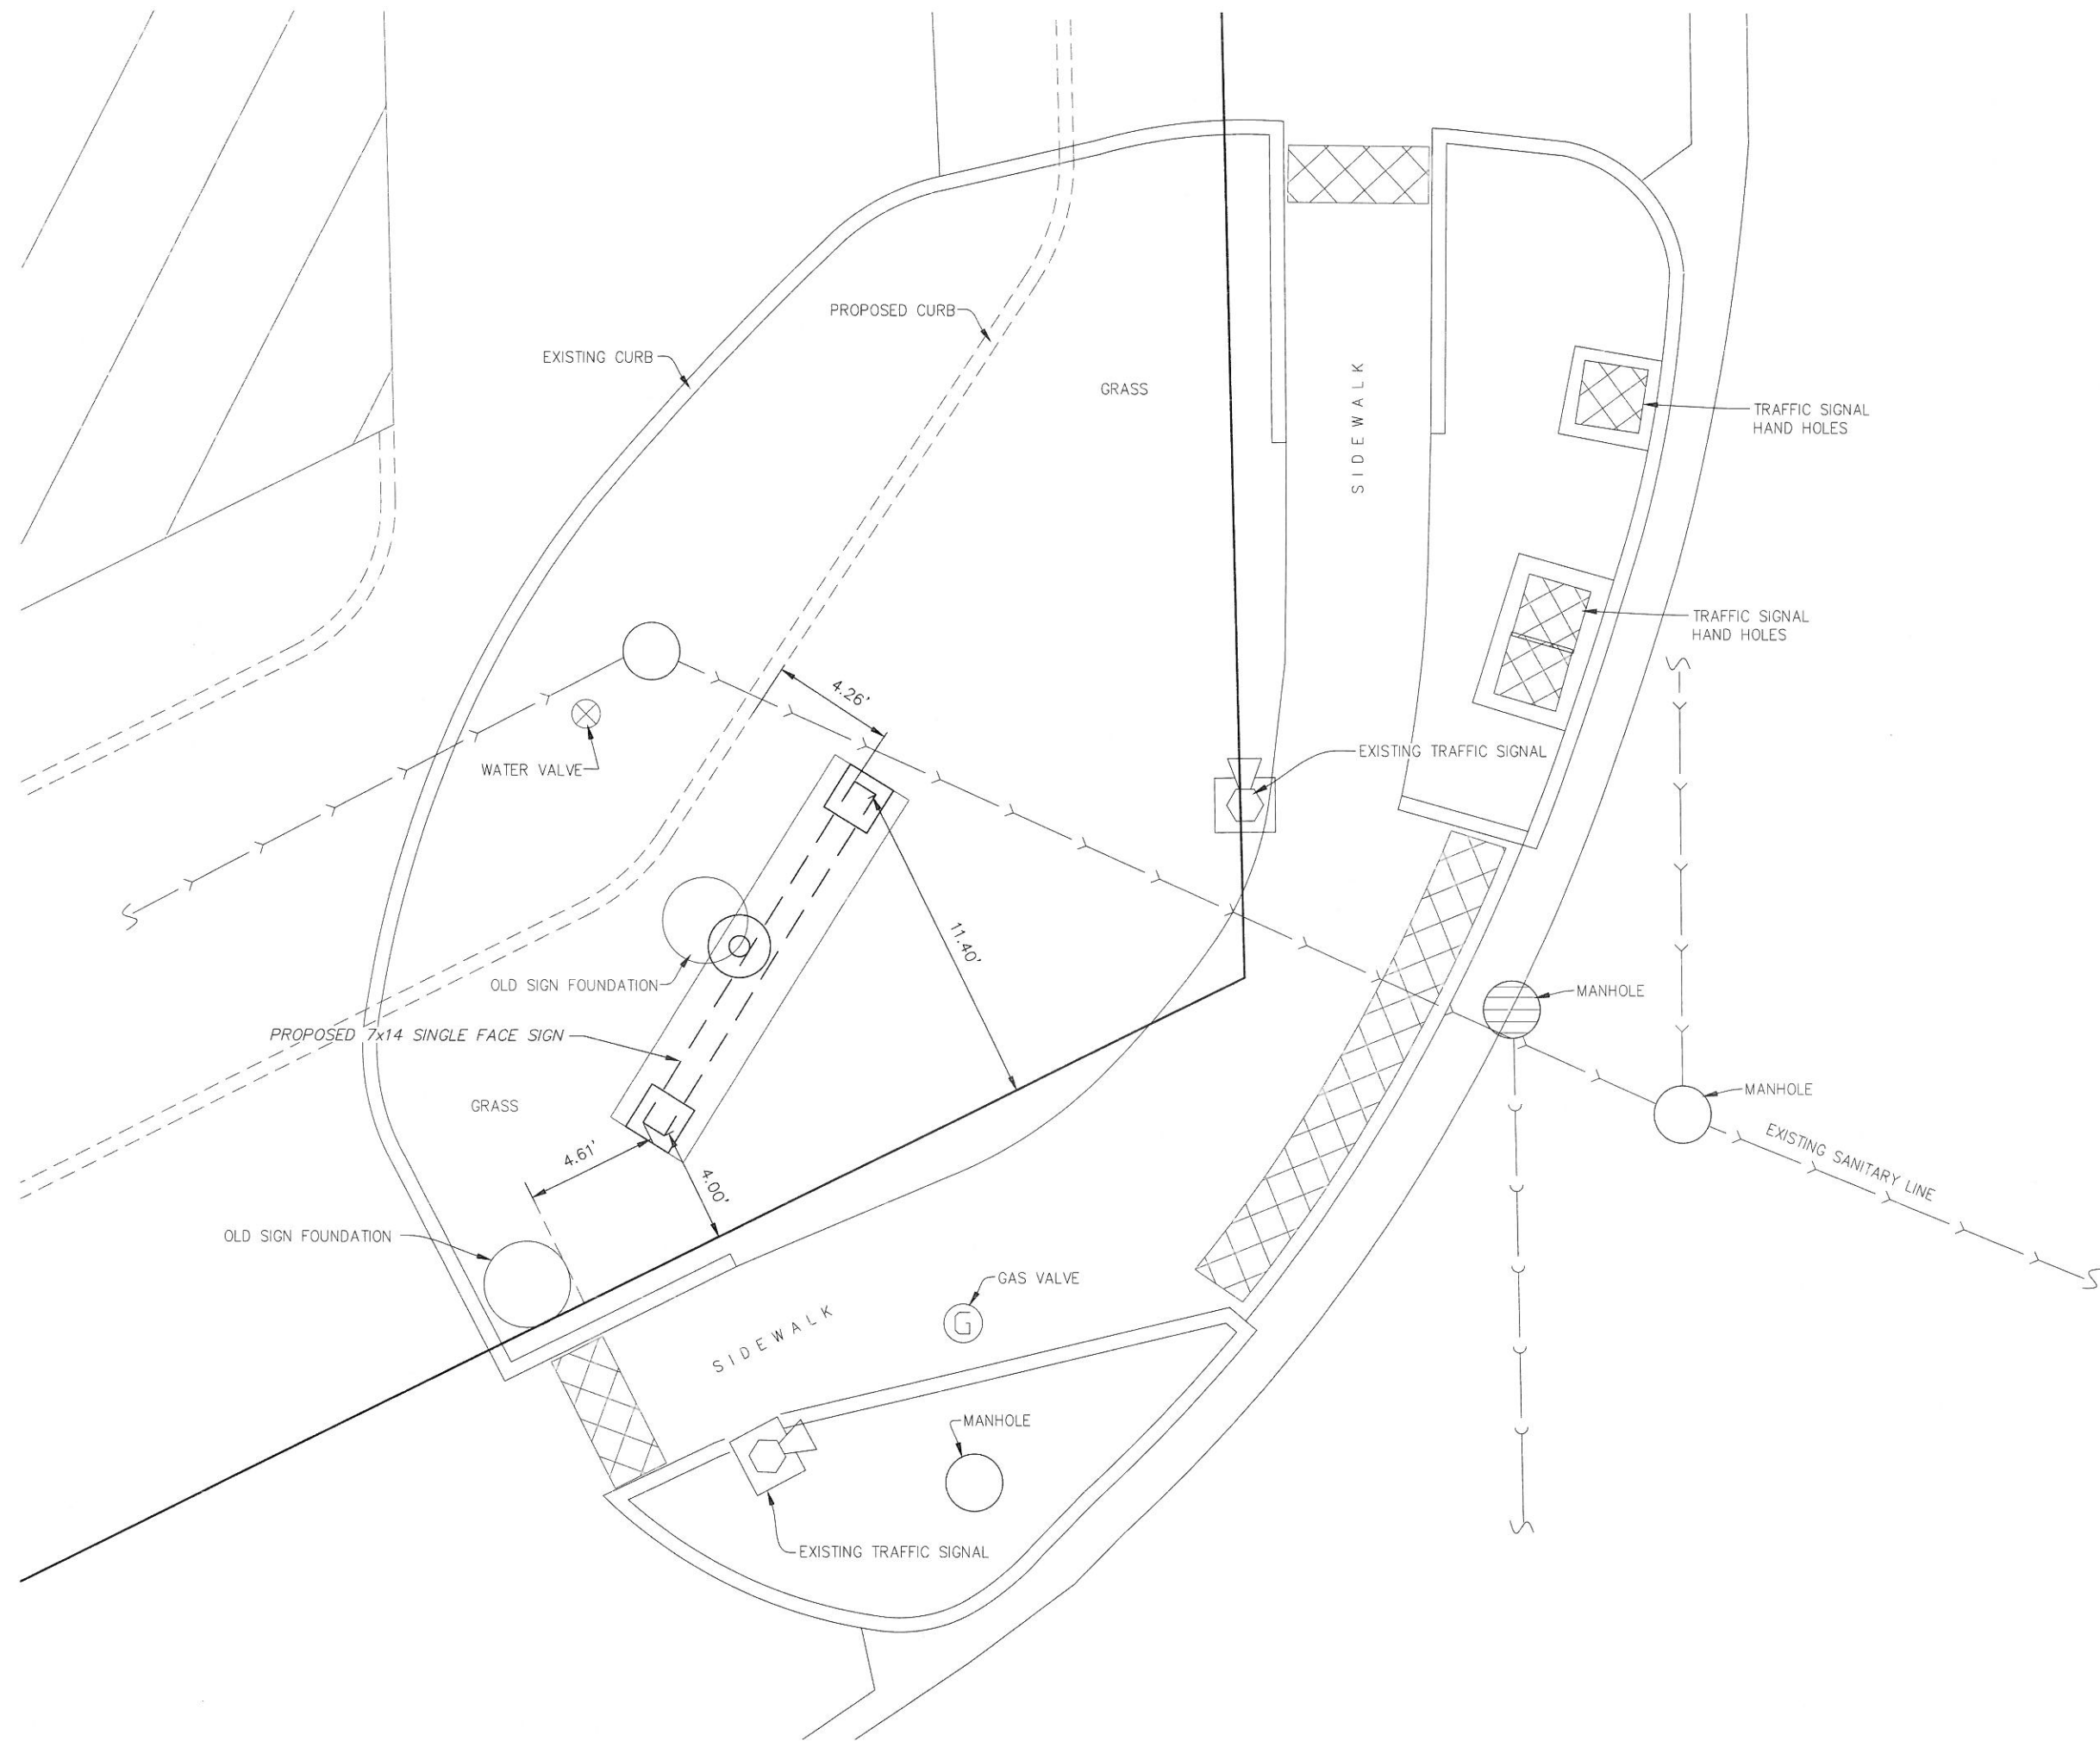 PROPOSED CURB
EXISTING CURB
GRASS
SIDEWALK
TRAFFIC SIGNAL
HAND HOLES
TRAFFIC SIGNAL
HAND HOLES
4.26'
EXISTING TRAFFIC SIGNAL
WATER VALVE
11.40'
OLD SIGN FOUNDATION
MANHOLE
PROPOSED 7x14 SINGLE FACE SIGN
MANHOLE
GRASS
EXISTING SANITARY LINE
4.61'
4.00'
OLD SIGN FOUNDATION
GAS VALVE
G
SIDEWALK
MANHOLE
EXISTING TRAFFIC SIGNAL